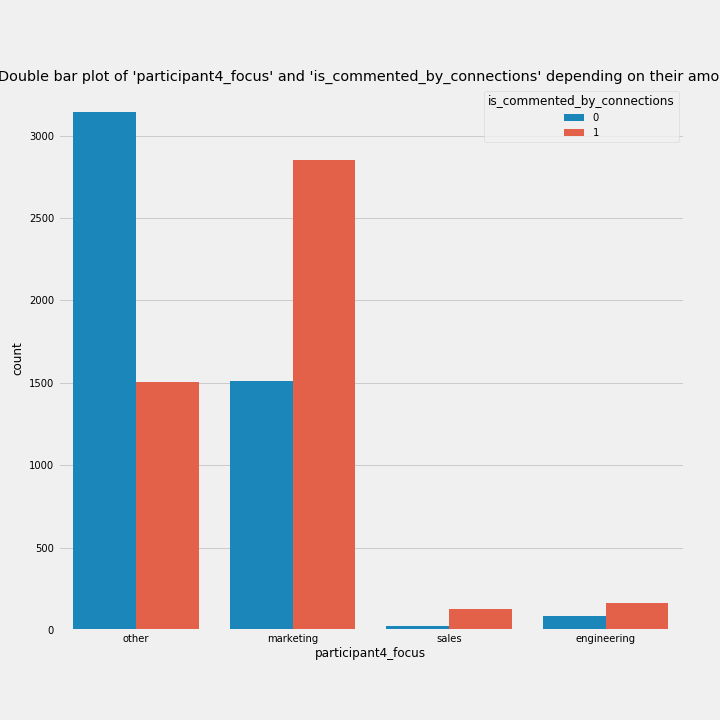 Double bar plot of 'participant4_focus' and 'is_commented_by_connections' depending on their amo
is_commented_by_connections
0
1
3000
2500
2000
1500
1000
500
0
count
other marketing sales engineering
participant4_focus